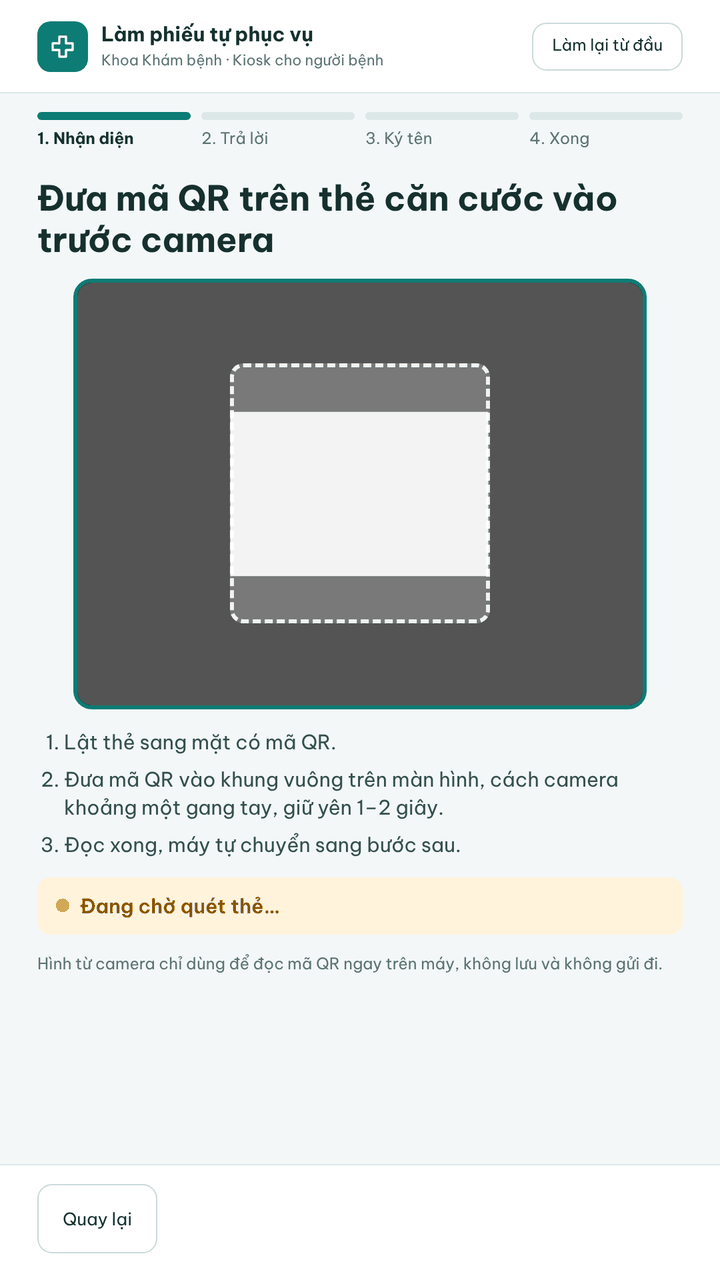 Làm phiếu tự phục vụ
Khoa Khám bệnh · Kiosk cho người bệnh
Làm lại từ đầu
1. Nhận diện
2. Trả lời
3. Ký tên
4. Xong
Đưa mã QR trên thẻ căn cước vào
trước camera
1. Lật thẻ sang mặt có mã QR.
2. Đưa mã QR vào khung vuông trên màn hình, cách camera
khoảng một gang tay, giữ yên 1–2 giây.
3. Đọc xong, máy tự chuyển sang bước sau.
Đang chờ quét thẻ...
Hình từ camera chỉ dùng để đọc mã QR ngay trên máy, không lưu và không gửi đi.
Quay lại